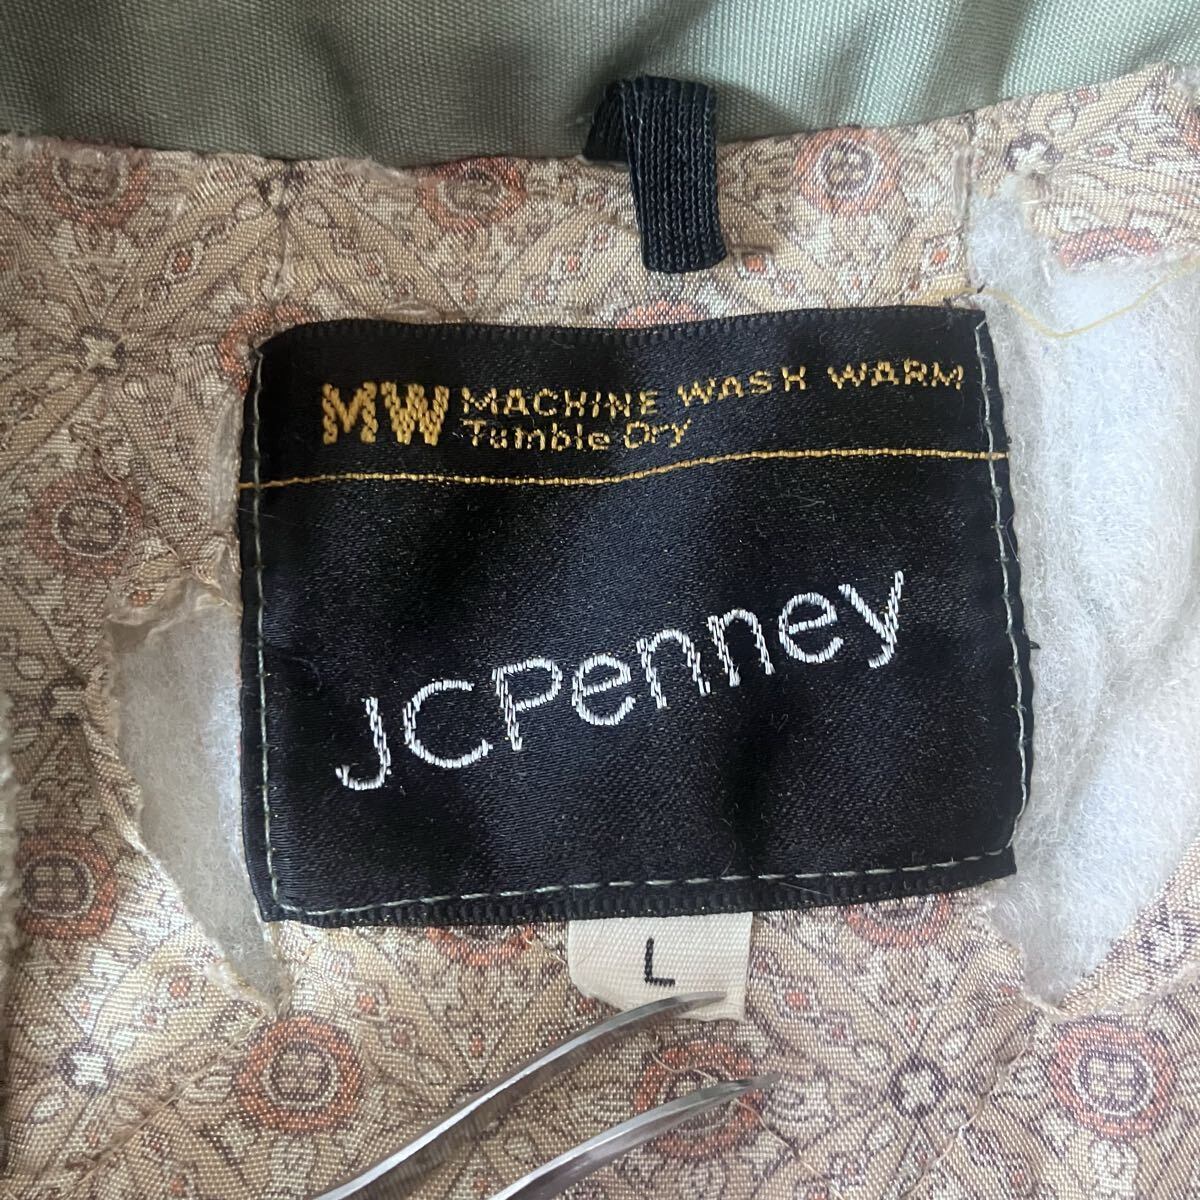 MW MACHINE WASH WARM
Tumble Dry
JCPenney
L